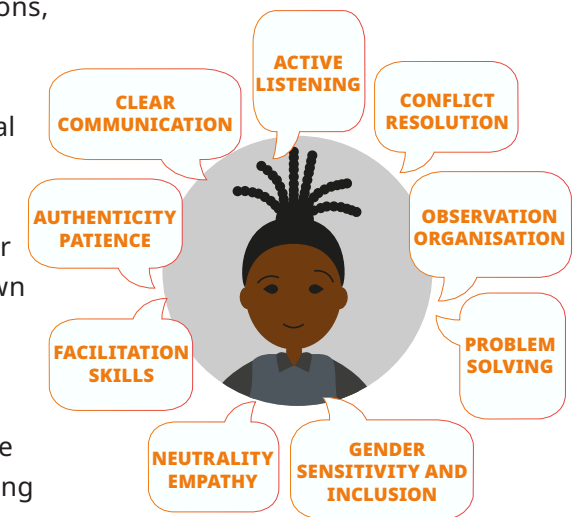 ons,
al
r
wn
e
ng
ACTIVE
LISTENING
CLEAR
COMMUNICATION
CONFLICT
RESOLUTION
AUTHENTICITY
PATIENCE
OBSERVATION
ORGANISATION
FACILITATION
SKILLS
PROBLEM
SOLVING
NEUTRALITY
EMPATHY
GENDER
SENSITIVITY AND
INCLUSION